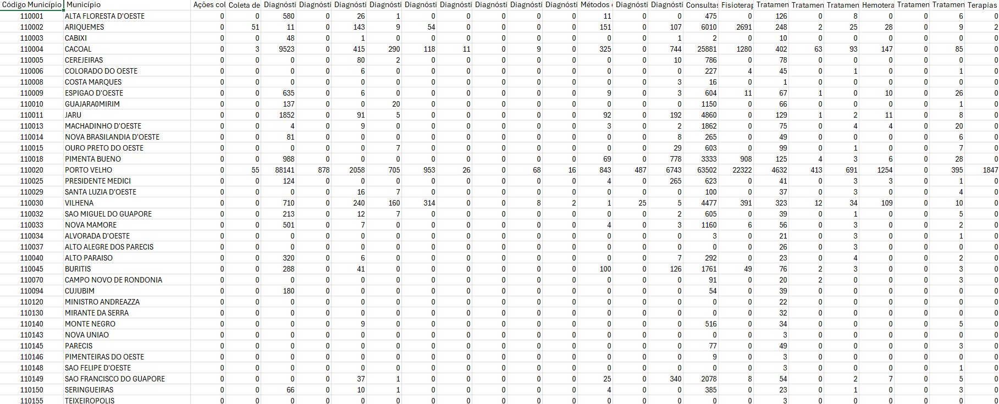 Código Município Município Ações col Coleta de Diagnósti Diagnósti Diagnósti Diagnósti Diagnósti Diagnósti Diagnósti Diagnósti Diagnósti Métodos Diagnósti Diagnósti Consultas Fisioterap Tratamen Tratamen Tratamen Hemotera Tratamen Tratamen Terapias
110001 ALTA FLORESTA D'OESTE 0 0 580 0 26 1 0 0 0 0 0 11 0 0 475 0 126 0 8 0 0 6 0
110002 ARIQUEMES 0 51 11 0 143 9 54 0 0 0 0 151 0 107 6010 2691 248 2 25 28 0 9 2
110003 CABIXI 0 0 48 0 1 0 0 0 0 0 0 0 0 1 2 0 10 0 0 0 0 0 0
110004 CACOAL 0 3 9523 0 415 290 118 11 0 9 0 325 0 744 25881 1280 402 63 93 147 0 85 0
110005 CEREJEIRAS 0 0 0 0 80 2 0 0 0 0 0 0 0 10 786 0 78 0 0 0 0 0 0
110006 COLORADO DO OESTE 0 0 0 0 6 0 0 0 0 0 0 0 0 0 227 4 45 0 1 0 0 1 0
110008 COSTA MARQUES 0 0 0 0 0 0 0 0 0 0 0 0 0 3 16 0 1 0 0 0 0 0 0
110009 ESPIGAO D'OESTE 0 0 635 0 6 0 0 0 0 0 0 9 0 3 604 11 67 1 0 10 0 26 0
110010 GUAJARA0MIRIM 0 0 137 0 0 20 0 0 0 0 0 0 0 0 1150 0 66 0 0 0 0 1 0
110011 JARU 0 0 1852 0 91 5 0 0 0 0 0 92 0 192 4860 0 129 1 2 11 0 8 0
110013 MACHADINHO D'OESTE 0 0 4 0 9 0 0 0 0 0 0 3 0 2 1862 0 75 0 4 4 0 20 0
110014 NOVA BRASILANDIA D'OESTE 0 0 81 0 0 0 0 0 0 0 0 0 0 8 265 0 49 0 0 0 0 6 0
110015 OURO PRETO DO OESTE 0 0 0 0 0 7 0 0 0 0 0 0 0 29 603 0 99 0 1 0 0 7 0
110018 PIMENTA BUENO 0 0 988 0 0 0 0 0 0 0 0 69 0 778 3333 908 125 4 3 6 0 28 0
110020 PORTO VELHO 0 55 88141 878 2058 705 953 26 0 68 16 843 487 6743 63502 22322 4632 413 691 1254 0 395 1847
110025 PRESIDENTE MEDICI 0 0 124 0 0 0 0 0 0 0 0 4 0 265 623 0 41 0 3 3 0 1 0
110029 SANTA LUZIA D'OESTE 0 0 0 0 16 7 0 0 0 0 0 0 0 0 100 0 37 0 3 0 0 4 0
110030 VILHENA 0 0 710 0 240 160 314 0 0 8 2 1 25 5 4477 391 323 12 34 109 0 10 0
110032 SAO MIGUEL DO GUAPORE 0 0 213 0 12 7 0 0 0 0 0 0 0 2 605 0 39 0 1 0 0 5 0
110033 NOVA MAMORE 0 0 501 0 7 0 0 0 0 0 0 4 0 3 1160 6 56 0 3 0 0 2 0
110034 ALVORADA D'OESTE 0 0 0 0 0 0 0 0 0 0 0 0 0 0 3 0 21 0 3 0 0 1 0
110037 ALTO ALEGRE DOS PARECIS 0 0 0 0 0 0 0 0 0 0 0 0 0 0 0 0 26 0 3 0 0 0 0
110040 ALTO PARAISO 0 0 320 0 6 0 0 0 0 0 0 0 0 7 292 0 23 0 4 0 0 2 0
110045 BURITIS 0 0 288 0 41 0 0 0 0 0 0 100 0 126 1761 49 76 2 3 0 0 3 0
110070 CAMPO NOVO DE RONDONIA 0 0 0 0 0 0 0 0 0 0 0 0 0 0 91 0 20 2 0 0 0 3 0
110094 CUJUBIM 0 0 180 0 0 0 0 0 0 0 0 0 0 0 54 0 39 0 0 0 0 0 0
110120 MINISTRO ANDREAZZA 0 0 0 0 0 0 0 0 0 0 0 0 0 0 0 0 22 0 0 0 0 0 0
110130 MIRANTE DA SERRA 0 0 0 0 0 0 0 0 0 0 0 0 0 0 0 0 32 0 0 0 0 0 0
110140 MONTE NEGRO 0 0 0 0 9 0 0 0 0 0 0 0 0 0 516 0 34 0 0 0 0 5 0
110143 NOVA UNIAO 0 0 0 0 0 0 0 0 0 0 0 0 0 0 0 0 3 0 0 0 0 0 0
110145 PARECIS 0 0 0 0 0 0 0 0 0 0 0 0 0 0 77 0 49 0 0 0 0 3 0
110146 PIMENTEIRAS DO OESTE 0 0 0 0 0 0 0 0 0 0 0 0 0 0 9 0 3 0 0 0 0 0 0
110148 SAO FELIPE D'OESTE 0 0 0 0 0 0 0 0 0 0 0 0 0 0 0 0 3 0 0 0 0 1 0
110149 SAO FRANCISCO DO GUAPORE 0 0 0 0 37 1 0 0 0 0 0 25 0 340 2078 8 54 0 2 7 0 5 0
110150 SERINGUEIRAS 0 0 66 0 10 1 0 0 0 0 0 4 0 0 385 0 23 0 1 0 0 3 0
110155 TEIXEIROPOLIS 0 0 0 0 0 0 0 0 0 0 0 0 0 0 0 0 3 0 0 0 0 0 0